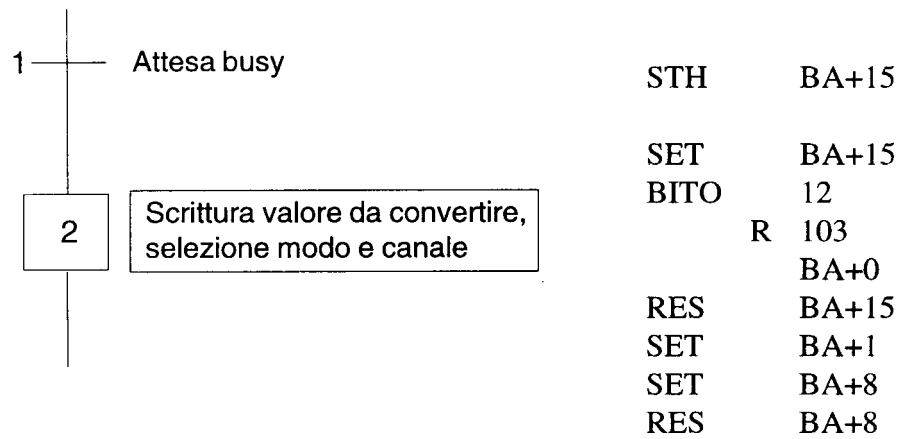 1 Attesa busy
STH BA+15
SET BA+15
BITO 12
R 103
BA+0
RES BA+15
SET BA+1
SET BA+8
RES BA+8
2
Scrittura valore da convertire,
selezione modo e canale